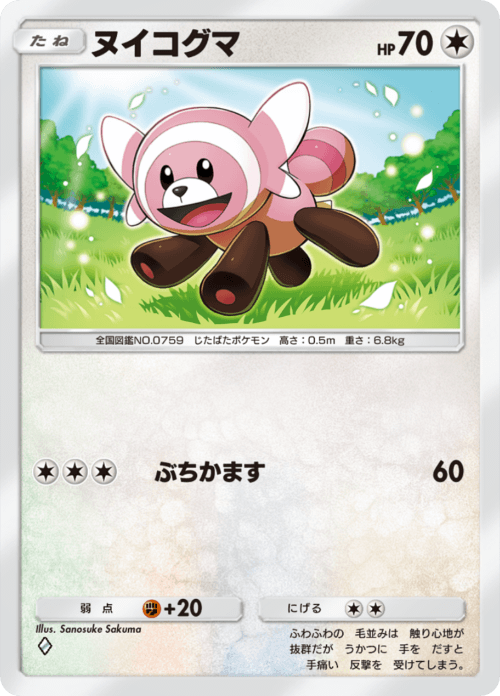 たね ヌイコグマ HP 70
全国図鑑NO.0759 じたばたポケモン 高さ：0.5m 重さ：6.8kg
ぶちかます 60
弱点 +20 にげる
Illus. Sanosuke Sakuma
ふわふわの 毛並みは 触り心地が
抜群だが うかつに 手を だすと
手痛い 反撃を 受けてしまう。